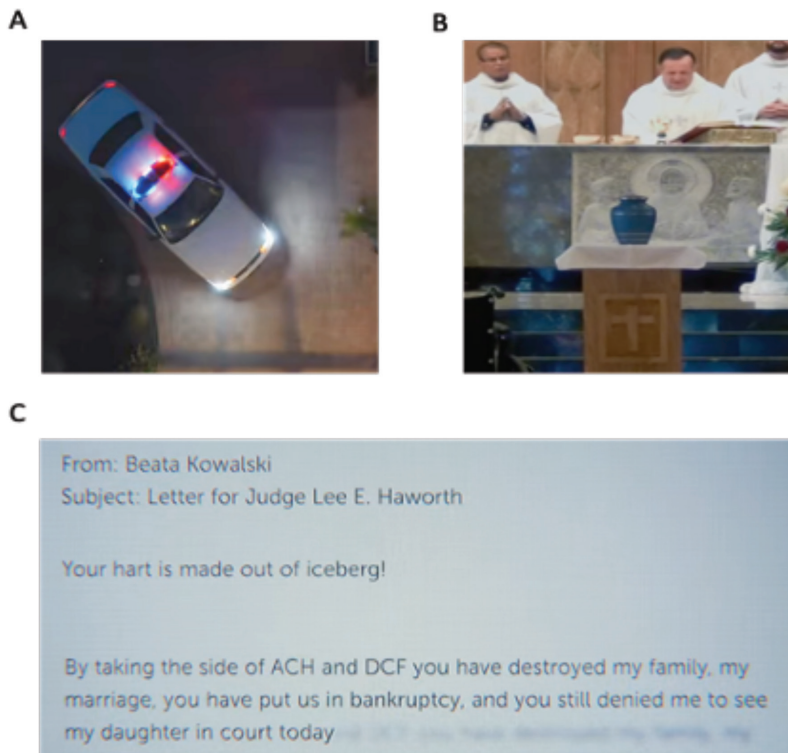 A
B
C
From: Beata Kowalski
Subject: Letter for Judge Lee E. Haworth
Your hart is made out of iceberg!
By taking the side of ACH and DCF you have destroyed my family, my
marriage, you have put us in bankruptcy, and you still denied me to see
my daughter in court today